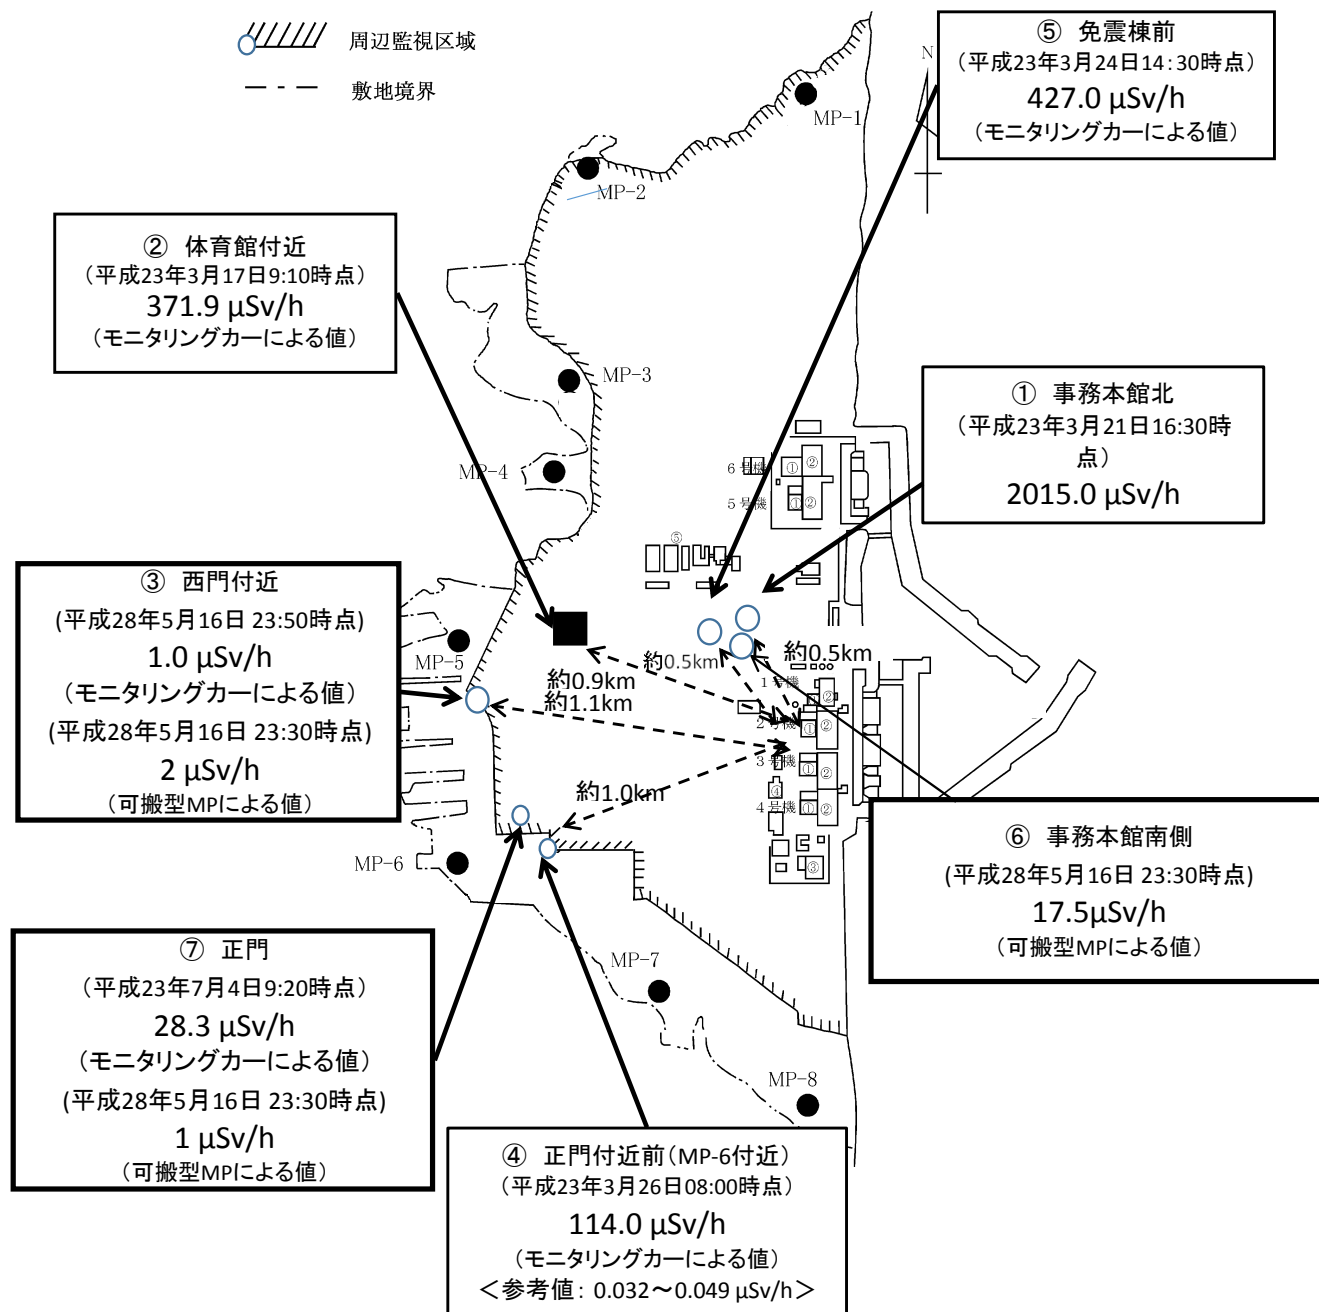 周辺監視区域
敷地境界
⑤ 免震棟前
（平成23年3月24日14:30時点）
427.0 μSv/h
（モニタリングカーによる値）
N
MP-1
MP-2
② 体育館付近
（平成23年3月17日9:10時点）
371.9 μSv/h
（モニタリングカーによる値）
MP-3
① 事務本館北
（平成23年3月21日16:30時
点）
2015.0 μSv/h
MP-4
6号機
①
②
5号機
①
②
⑤
③ 西門付近
(平成28年5月16日 23:50時点)
1.0 μSv/h
（モニタリングカーによる値）
(平成28年5月16日 23:30時点)
2 μSv/h
（可搬型MPによる値）
MP-5
約0.5km
約0.5km
約0.9km
約1.1km
1号機
②
2号機
①
②
3号機
①
②
約1.0km
④
4号機
①
②
③
MP-6
⑥ 事務本館南側
(平成28年5月16日 23:30時点)
17.5μSv/h
（可搬型MPによる値）
⑦ 正門
（平成23年7月4日9:20時点）
28.3 μSv/h
（モニタリングカーによる値）
(平成28年5月16日 23:30時点)
1 μSv/h
（可搬型MPによる値）
MP-7
MP-8
④ 正門付近前（MP-6付近）
（平成23年3月26日08:00時点）
114.0 μSv/h
（モニタリングカーによる値）
＜参考値： 0.032～0.049 μSv/h＞